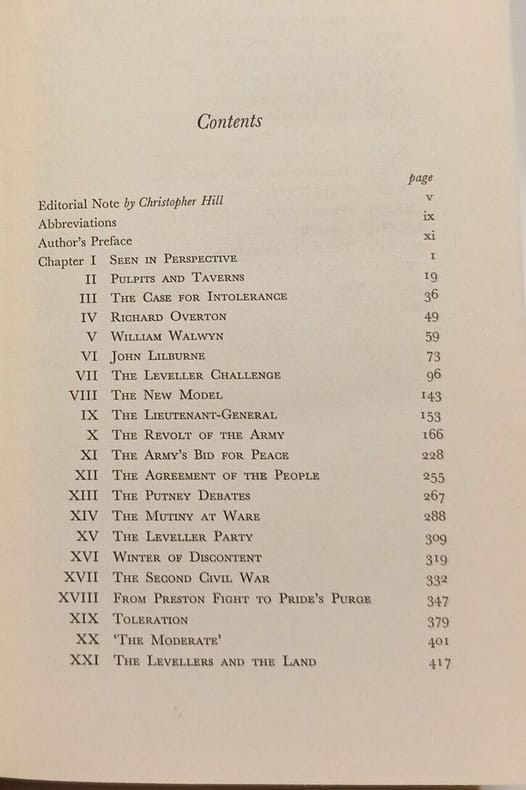 Contents
page
Editorial Note by Christopher Hill v
Abbreviations ix
Author's Preface xi
Chapter I Seen in Perspective 1
II Pulpits and Taverns 19
III The Case for Intolerance 36
IV Richard Overton 49
V William Walwyn 59
VI John Lilburne 73
VII The Leveller Challenge 96
VIII The New Model 143
IX The Lieutenant-General 153
X The Revolt of the Army 166
XI The Army's Bid for Peace 228
XII The Agreement of the People 255
XIII The Putney Debates 267
XIV The Mutiny at Ware 288
XV The Leveller Party 309
XVI Winter of Discontent 319
XVII The Second Civil War 332
XVIII From Preston Fight to Pride's Purge 347
XIX Toleration 379
XX 'The Moderate' 401
XXI The Levellers and the Land 417